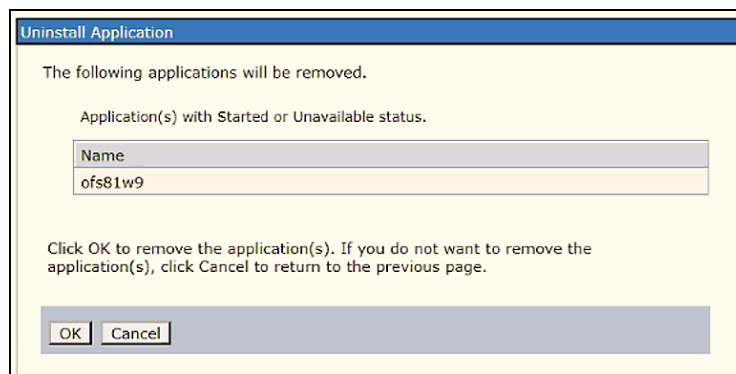 Uninstall Application
The following applications will be removed.
Application(s) with Started or Unavailable status.
Name
ofs81w9
Click OK to remove the application(s). If you do not want to remove the
application(s), click Cancel to return to the previous page.
OK Cancel